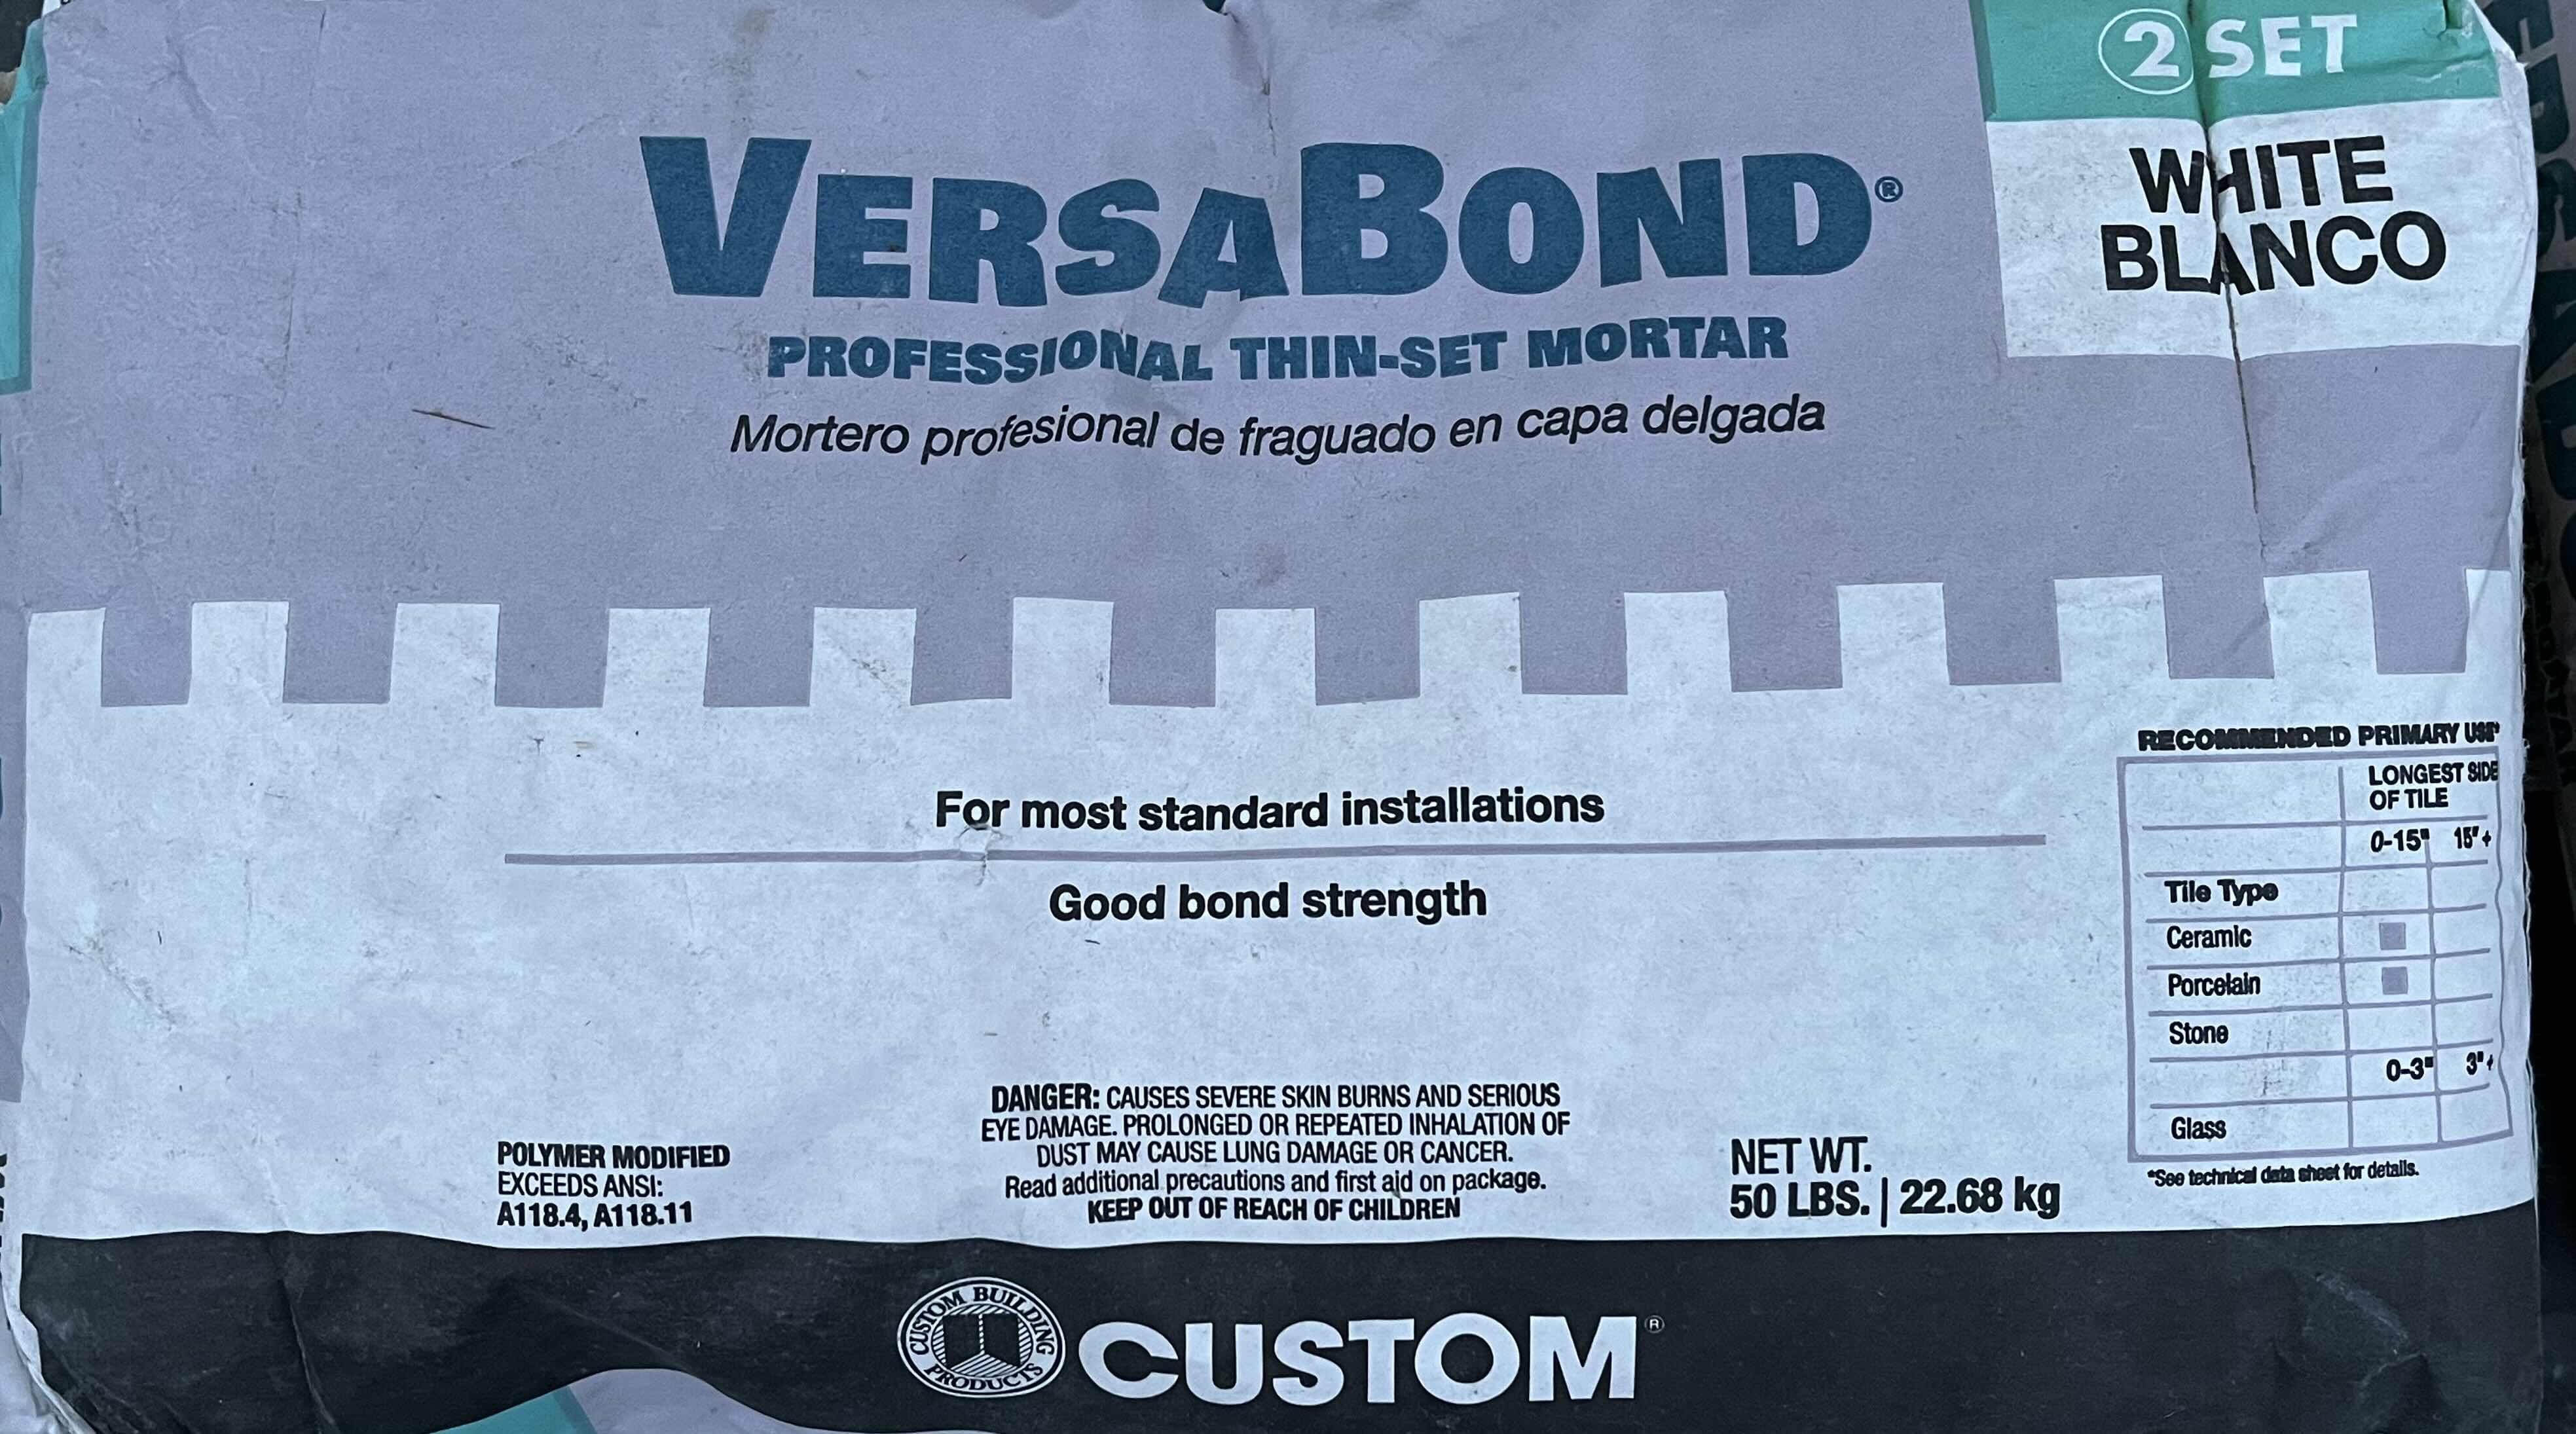 2 SET
WHITE
BLANCO
VERSABOND®
PROFESSIONAL THIN-SET MORTAR
Mortero profesional de fraguado en capa delgada
For most standard installations
Good bond strength
RECOMMENDED PRIMARY USE*
LONGEST SIDE
OF TILE
0-15" 15"+
Tile Type
Ceramic
Porcelain
Stone
0-3" 3"+
Glass
*See technical data sheet for details.
POLYMER MODIFIED
EXCEEDS ANSI:
A118.4, A118.11
DANGER: CAUSES SEVERE SKIN BURNS AND SERIOUS
EYE DAMAGE. PROLONGED OR REPEATED INHALATION OF
DUST MAY CAUSE LUNG DAMAGE OR CANCER.
Read additional precautions and first aid on package.
KEEP OUT OF REACH OF CHILDREN
NET WT.
50 LBS. | 22.68 kg
CUSTOM BUILDING PRODUCTS
CUSTOM®